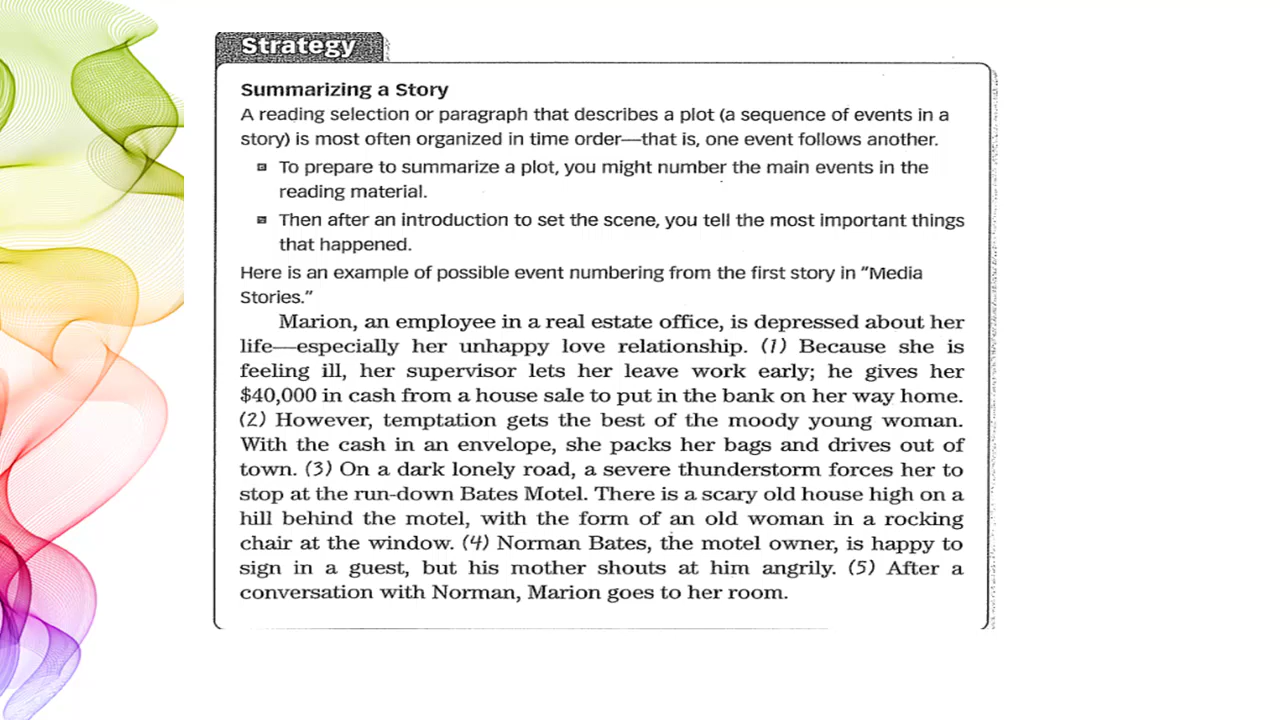 Strategy
Summarizing a Story
A reading selection or paragraph that describes a plot (a sequence of events in a
story) is most often organized in time order—that is, one event follows another.
To prepare to summarize a plot, you might number the main events in the
reading material.
Then after an introduction to set the scene, you tell the most important things
that happened.
Here is an example of possible event numbering from the first story in “Media
Stories.”
Marion, an employee in a real estate office, is depressed about her
life—especially her unhappy love relationship. (1) Because she is
feeling ill, her supervisor lets her leave work early; he gives her
$40,000 in cash from a house sale to put in the bank on her way home.
(2) However, temptation gets the best of the moody young woman.
With the cash in an envelope, she packs her bags and drives out of
town. (3) On a dark lonely road, a severe thunderstorm forces her to
stop at the run-down Bates Motel. There is a scary old house high on a
hill behind the motel, with the form of an old woman in a rocking
chair at the window. (4) Norman Bates, the motel owner, is happy to
sign in a guest, but his mother shouts at him angrily. (5) After a
conversation with Norman, Marion goes to her room.